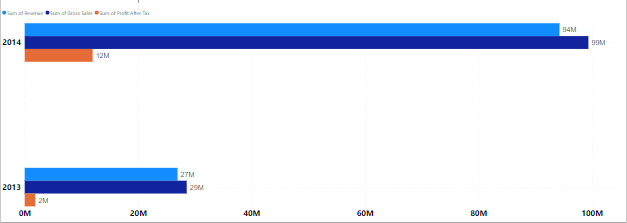 Sum of Revenue Sum of Gross Sales Sum of Profit After Tax
94M
2014 99M
12M
27M
2013 29M
2M
0M 20M 40M 60M 80M 100M